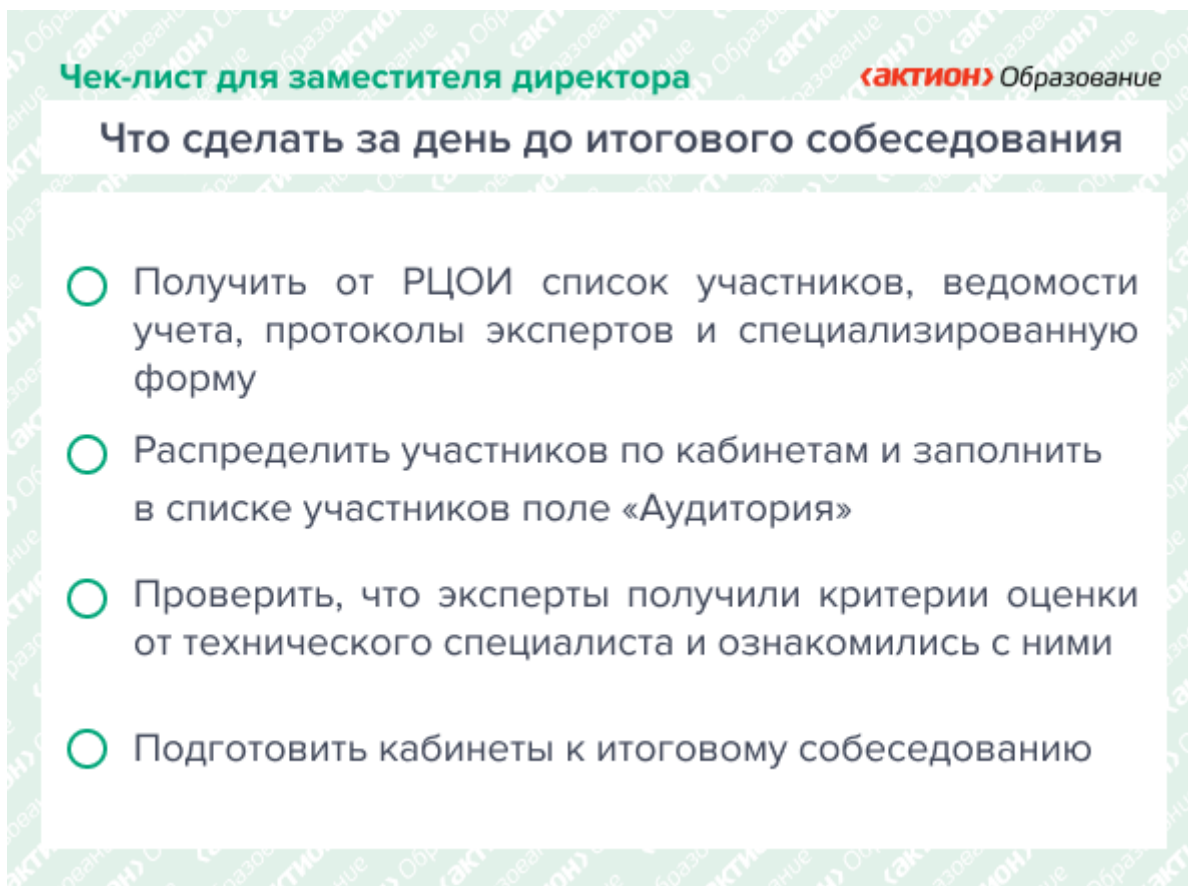 Чек-лист для заместителя директора
‹актион› Образование
Что сделать за день до итогового собеседования
Получить от РЦОИ список участников, ведомости
учета, протоколы экспертов и специализированную
форму
Распределить участников по кабинетам и заполнить
в списке участников поле «Аудитория»
Проверить, что эксперты получили критерии оценки
от технического специалиста и ознакомились с ними
Подготовить кабинеты к итоговому собеседованию